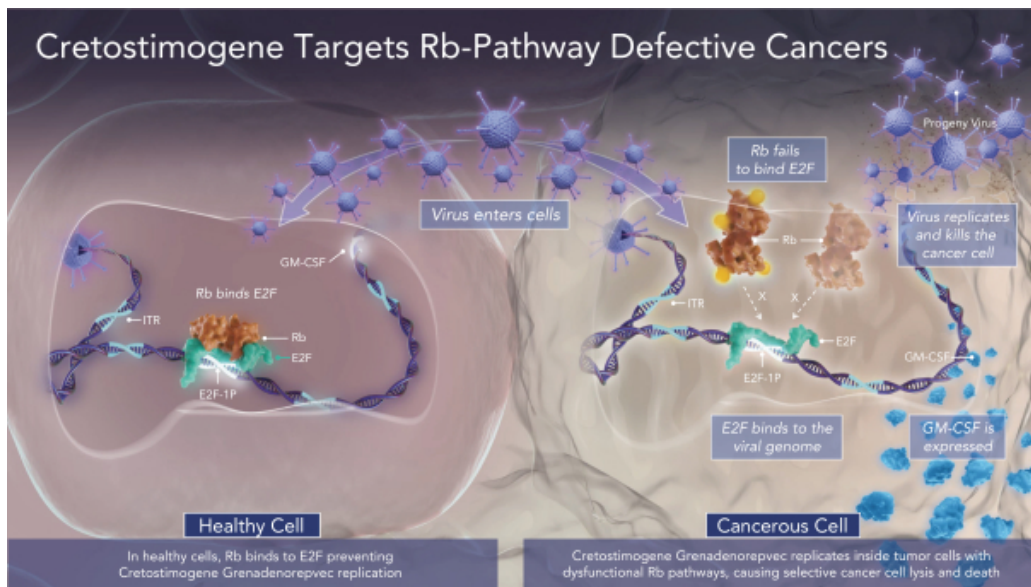 Cretostimogene Targets Rb-Pathway Defective Cancers
Progeny Virus
Rb fails
to bind E2F
Virus enters cells
Virus replicates
and kills the
cancer cell
GM-CSF
Rb binds E2F
ITR
Rb
E2F
E2F-1P
Rb
ITR
X
X
E2F
E2F-1P
GM-CSF
E2F binds to the
viral genome
GM-CSF is
expressed
Healthy Cell
In healthy cells, Rb binds to E2F preventing
Cretostimogene Grenadenorepvec replication
Cancerous Cell
Cretostimogene Grenadenorepvec replicates inside tumor cells with
dysfunctional Rb pathways, causing selective cancer cell lysis and death